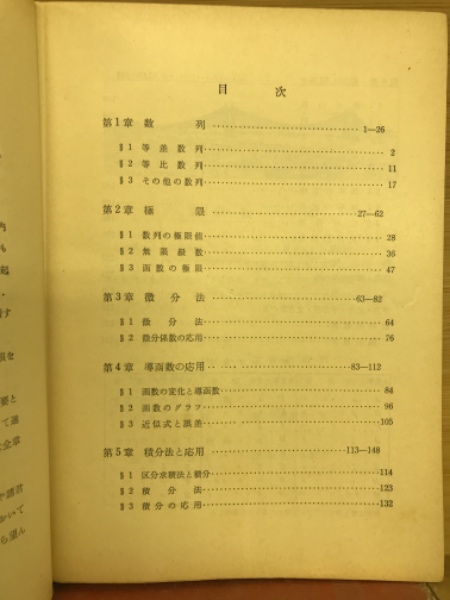 目次
第1章 数列 1—26
§1 等差数列 2
§2 等比数列 11
§3 その他の数列 17
第2章 極限 27—62
§1 数列の極限値 28
§2 無限級数 36
§3 函数の極限 47
第3章 微分法 63—82
§1 微分法 64
§2 微分係数の応用 76
第4章 導函数の応用 83—112
§1 函数の変化と導函数 84
§2 函数のグラフ 96
§3 近似式と誤差 105
第5章 積分法と応用 113—148
§1 区分求積法と積分 114
§2 積分法 123
§3 積分の応用 132